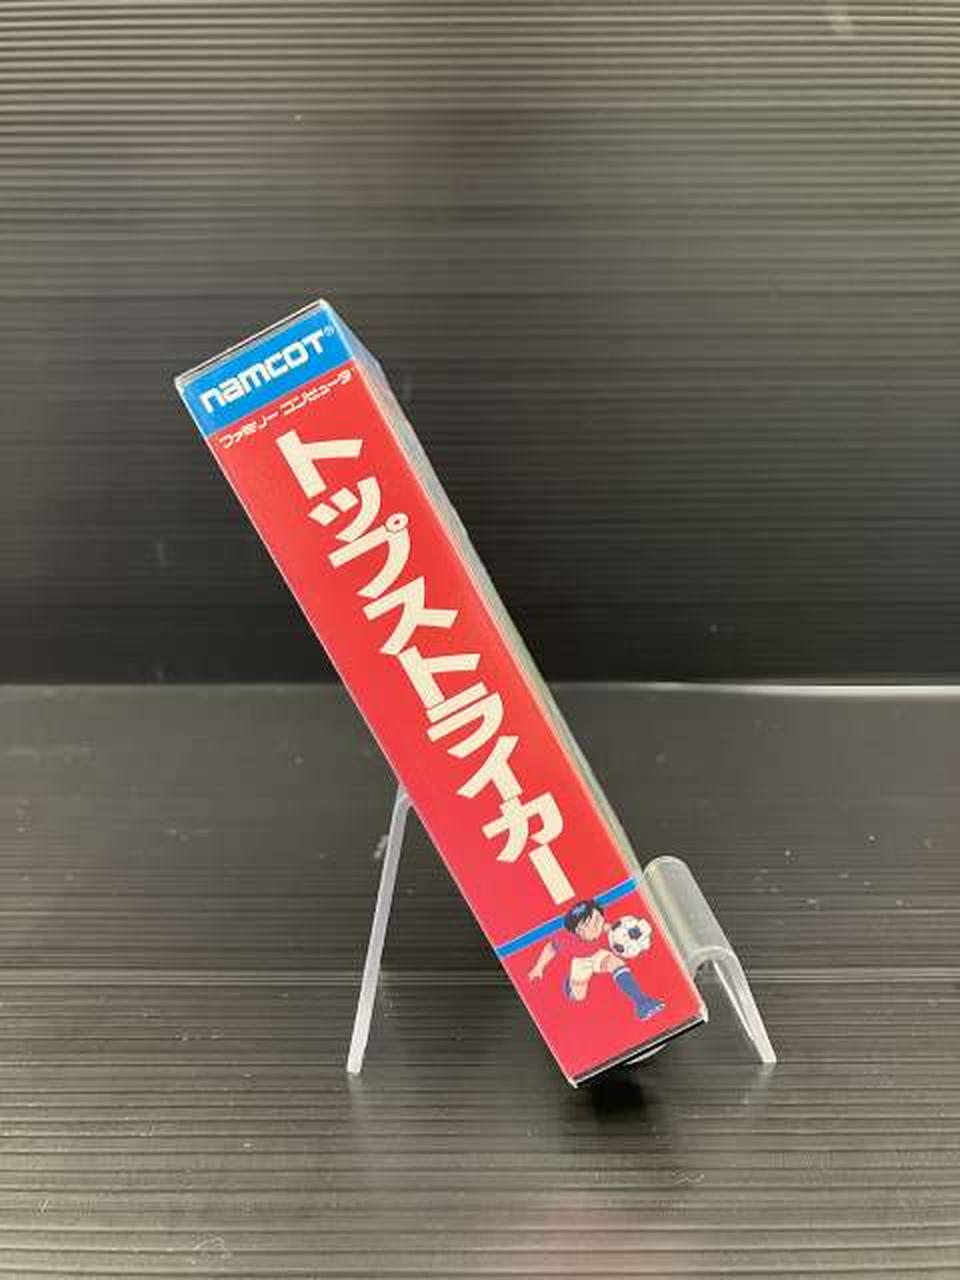 namcot®
ファミリー コンピュータ
トップストライカー